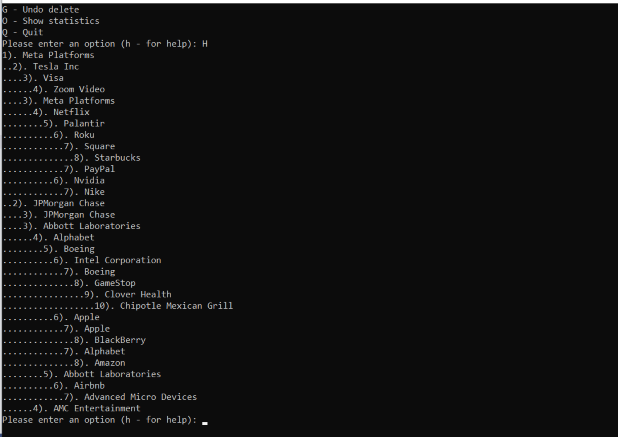 G - Undo delete
O - Show statistics
Q - Quit
Please enter an option (h - for help): H
1). Meta Platforms
..2). Tesla Inc
....3). Visa
......4). Zoom Video
....3). Meta Platforms
......4). Netflix
........5). Palantir
..........6). Roku
............7). Square
..............8). Starbucks
............7). PayPal
..........6). Nvidia
............7). Nike
..2). JPMorgan Chase
....3). JPMorgan Chase
....3). Abbott Laboratories
......4). Alphabet
........5). Boeing
..........6). Intel Corporation
............7). Boeing
..............8). GameStop
................9). Clover Health
..................10). Chipotle Mexican Grill
..........6). Apple
............7). Apple
..............8). BlackBerry
............7). Alphabet
..............8). Amazon
........5). Abbott Laboratories
..........6). Airbnb
............7). Advanced Micro Devices
......4). AMC Entertainment
Please enter an option (h - for help):